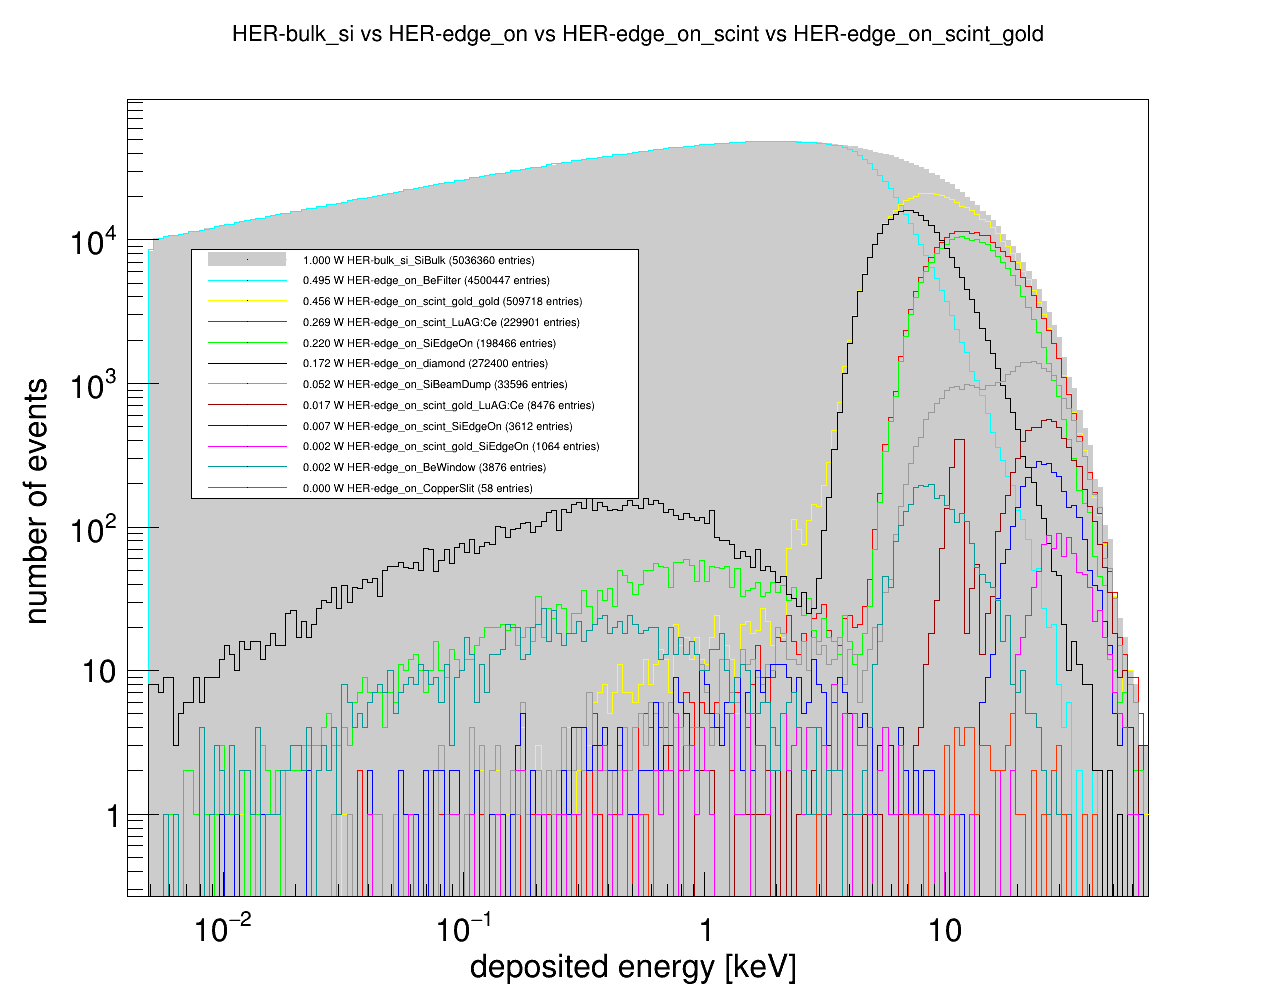 HER-bulk_si vs HER-edge_on vs HER-edge_on_scint vs HER-edge_on_scint_gold
number of events
10⁴
10³
10²
10
1
1.000 W HER-bulk_si_SiBulk (5036360 entries)
0.495 W HER-edge_on_BeFilter (4500447 entries)
0.456 W HER-edge_on_scint_gold_gold (509718 entries)
0.269 W HER-edge_on_scint_LuAG:Ce (229901 entries)
0.220 W HER-edge_on_SiEdgeOn (198466 entries)
0.172 W HER-edge_on_diamond (272400 entries)
0.052 W HER-edge_on_SiBeamDump (33596 entries)
0.017 W HER-edge_on_scint_gold_LuAG:Ce (8476 entries)
0.007 W HER-edge_on_scint_SiEdgeOn (3612 entries)
0.002 W HER-edge_on_scint_gold_SiEdgeOn (1064 entries)
0.002 W HER-edge_on_BeWindow (3876 entries)
0.000 W HER-edge_on_CopperSlit (58 entries)
10⁻² 10⁻¹ 1 10
deposited energy [keV]